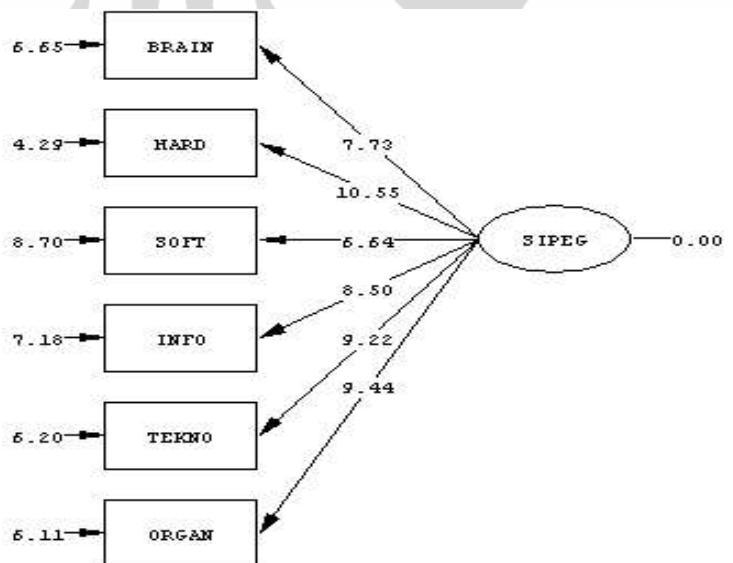 6.65 BRAIN
7.73
4.29 HARD
10.55
8.70 SOFT 6.64 SIPEG 0.00
8.50
7.18 INFO 9.22
9.44
6.20 TEKNO
6.11 ORGAN